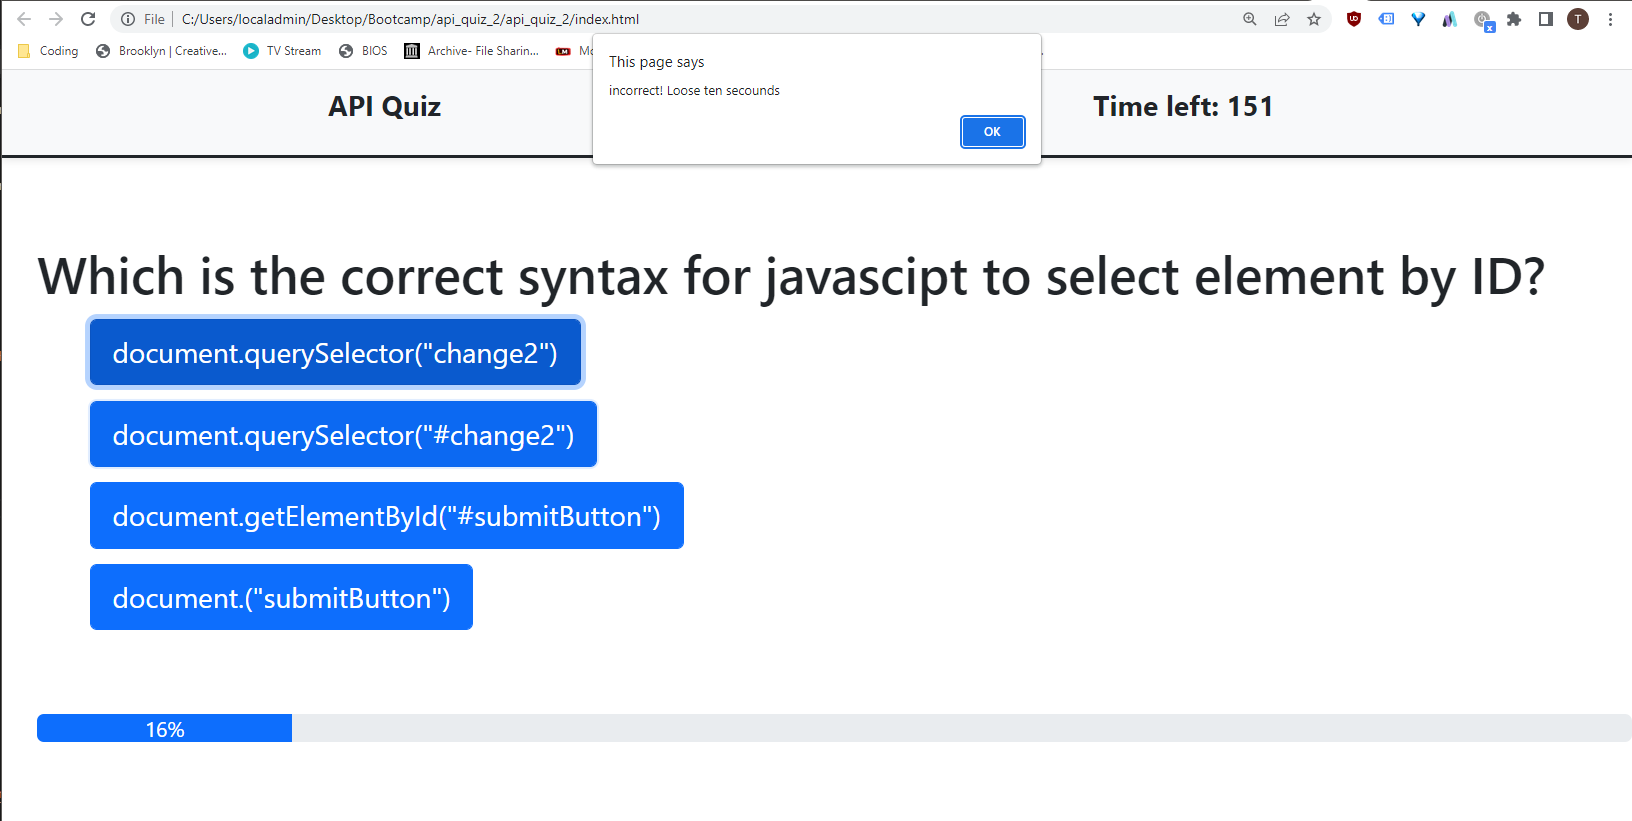 File C:/Users/localadmin/Desktop/Bootcamp/api_quiz_2/api_quiz_2/index.html
T
Coding Brooklyn | Creative... TV Stream BIOS Archive- File Sharin... LM
This page says
incorrect! Loose ten secounds
OK
API Quiz
Time left: 151
Which is the correct syntax for javascipt to select element by ID?
document.querySelector("change2")
document.querySelector("#change2")
document.getElementById("#submitButton")
document.("submitButton")
16%